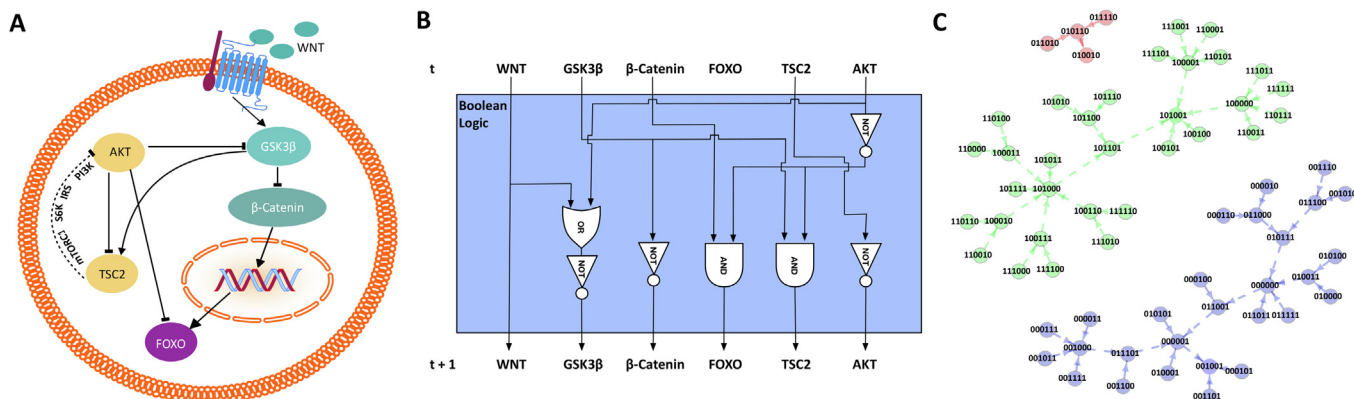 A
WNT
AKT
GSK3β
PI3K
IRS
S6K
mTORC1
β-Catenin
TSC2
FOXO
B
t WNT GSK3β β-Catenin FOXO TSC2 AKT
Boolean
Logic
NOT
OR
NOT NOT AND AND NOT
t + 1 WNT GSK3β β-Catenin FOXO TSC2 AKT
C
011110
010110
011010
010010
111001 110001
111101 110101
100001
111011
111111
100000
110111
110011
101010 101110
101100
101001
100100
100101
101101
110100
110000 100011
101011
101111 101000
110110 100010
110010
100110 111110
111010
100111
111000 111100
001110
001010
011100
000010
000110 011000
010111
010100
010011
010000
000000
011011 011111
000100
011001
010101
000011
000111
001000
001011
001111
011101
001100
000001
010001
001001 000101
001101